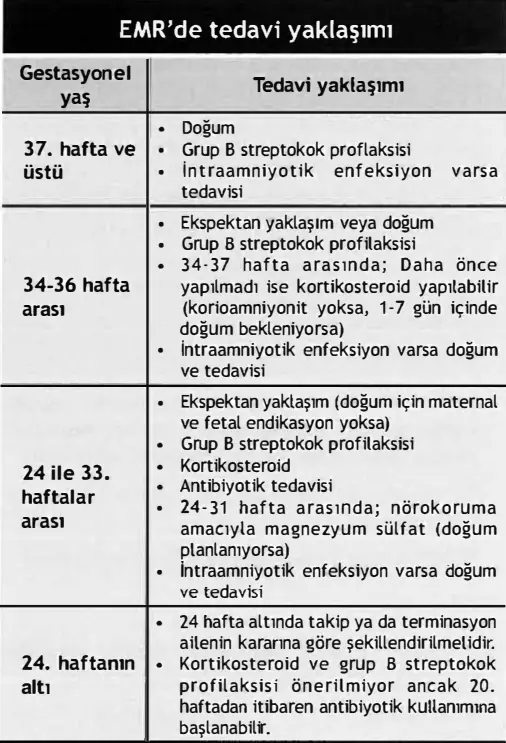 EMR'de tedavi yaklaşımı
Gestasyonel
yaş
Tedavi yaklaşımı
37. hafta ve
üstü
• Doğum
• Grup B streptokok proflaksisi
• İntraamniyotik enfeksiyon varsa
tedavisi
34-36 hafta
arası
• Ekspektan yaklaşım veya doğum
• Grup B streptokok profilaksisi
• 34-37 hafta arasında; Daha önce
yapılmadı ise kortikosteroid yapılabilir
(korioamniyonit yoksa, 1-7 gün içinde
doğum bekleniyorsa)
• İntraamniyotik enfeksiyon varsa doğum
ve tedavisi
24 ile 33.
haftalar
arası
• Ekspektan yaklaşım (doğum için maternal
ve fetal endikasyon yoksa)
• Grup B streptokok profilaksisi
• Kortikosteroid
• Antibiyotik tedavisi
• 24-31 hafta arasında; nörokoruma
amacıyla magnezyum sülfat (doğum
planlanıyorsa)
• İntraamniyotik enfeksiyon varsa doğum
ve tedavisi
24. haftanın
altı
• 24 hafta altında takip ya da terminasyon
ailenin kararına göre şekillendirilmelidir.
• Kortikosteroid ve grup B streptokok
profilaksisi önerilmiyor ancak 20.
haftadan itibaren antibiyotik kullanımına
başlanabilir.